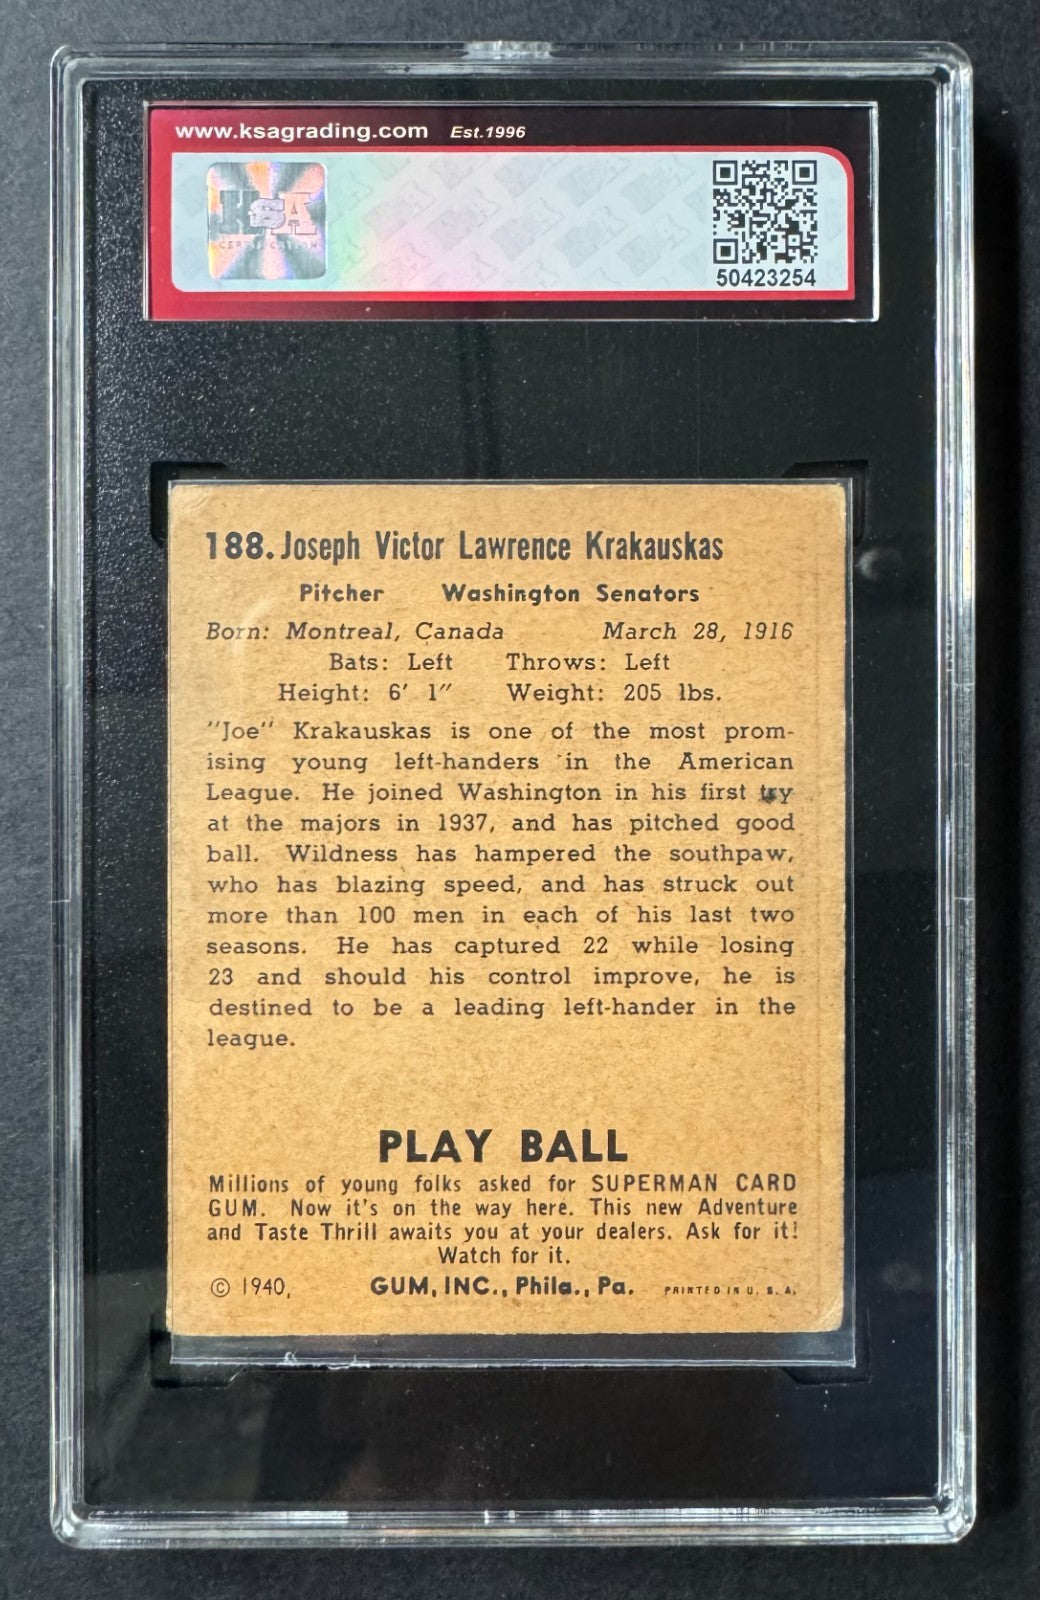 www.ksagrading.com Est.1996
KSA
CERTIFICATION
50423254
188. Joseph Victor Lawrence Krakauskas
Pitcher Washington Senators
Born: Montreal, Canada March 28, 1916
Bats: Left Throws: Left
Height: 6' 1" Weight: 205 lbs.
"Joe" Krakauskas is one of the most prom-
ising young left-handers in the American
League. He joined Washington in his first try
at the majors in 1937, and has pitched good
ball. Wildness has hampered the southpaw,
who has blazing speed, and has struck out
more than 100 men in each of his last two
seasons. He has captured 22 while losing
23 and should his control improve, he is
destined to be a leading left-hander in the
league.
PLAY BALL
Millions of young folks asked for SUPERMAN CARD
GUM. Now it's on the way here. This new Adventure
and Taste Thrill awaits you at your dealers. Ask for it!
Watch for it.
© 1940, GUM, INC., Phila., Pa. PRINTED IN U. S. A.